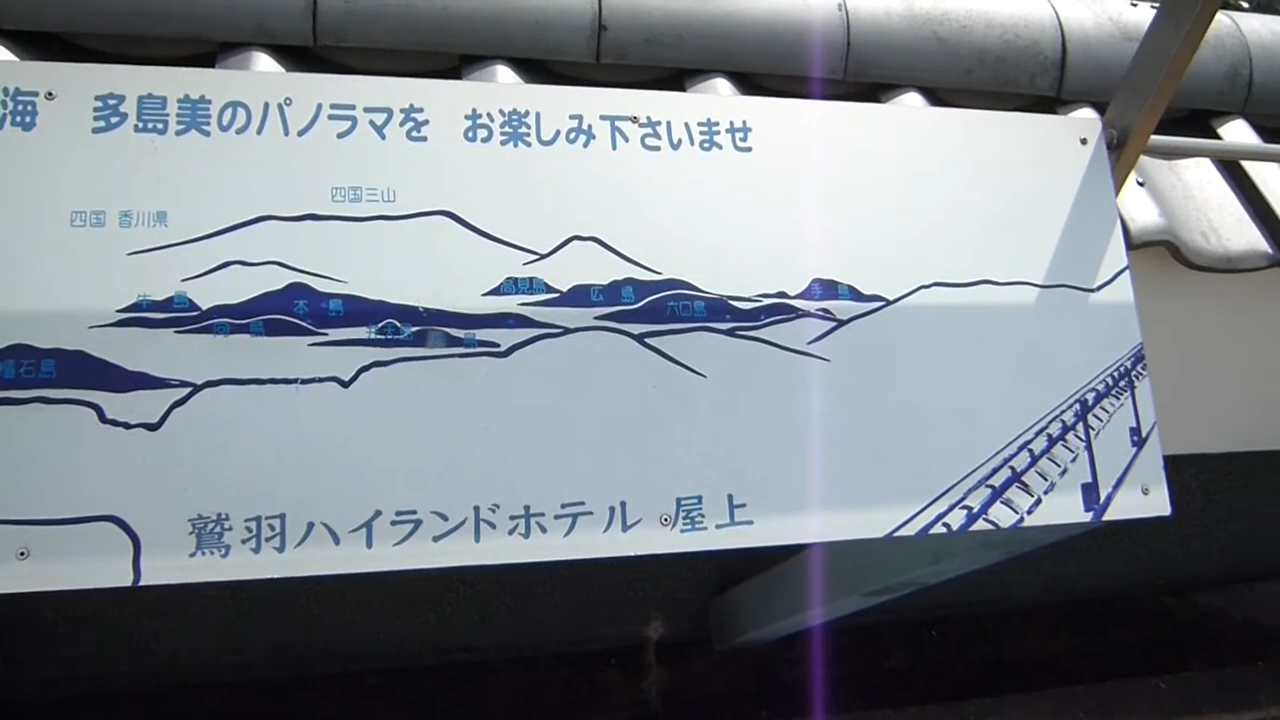 海 多島美のパノラマを お楽しみ下さいませ
四国三山
四国 香川県
高見島
牛島
本島
広島
手島
六口島
向島
櫃石島
鷲羽ハイランドホテル 屋上